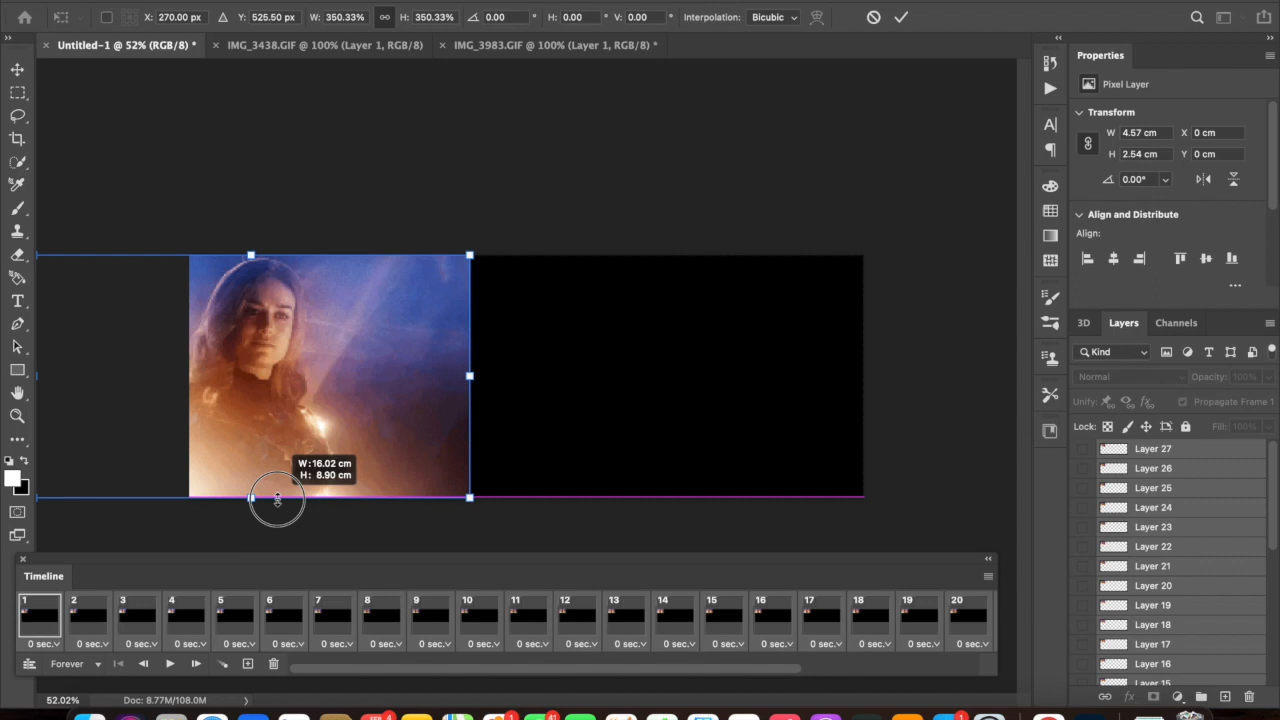 X: 270.00 px Y: 525.50 px W: 350.33% H: 350.33% 0.00 ° H: 0.00 ° V: 0.00 ° Interpolation: Bicubic
Untitled-1 @ 52% (RGB/8) * IMG_3438.GIF @ 100% (Layer 1, RGB/8) IMG_3983.GIF @ 100% (Layer 1, RGB/8) *
Properties
Pixel Layer
Transform
W 4.57 cm X 0 cm
H 2.54 cm Y 0 cm
0.00°
Align and Distribute
Align:
3D Layers Channels
Kind
Normal Opacity: 100%
Unify: Propagate Frame 1
Lock: Fill: 100%
Layer 27
Layer 26
Layer 25
Layer 24
Layer 23
Layer 22
Layer 21
Layer 20
Layer 19
Layer 18
Layer 17
Layer 16
Layer 15
W: 16.02 cm
H: 8.90 cm
Timeline
1 2 3 4 5 6 7 8 9 10 11 12 13 14 15 16 17 18 19 20
0 sec. 0 sec. 0 sec. 0 sec. 0 sec. 0 sec. 0 sec. 0 sec. 0 sec. 0 sec. 0 sec. 0 sec. 0 sec. 0 sec. 0 sec. 0 sec. 0 sec. 0 sec. 0 sec. 0 sec.
Forever
52.02% Doc: 8.77M/108.0M
4 1 41 1